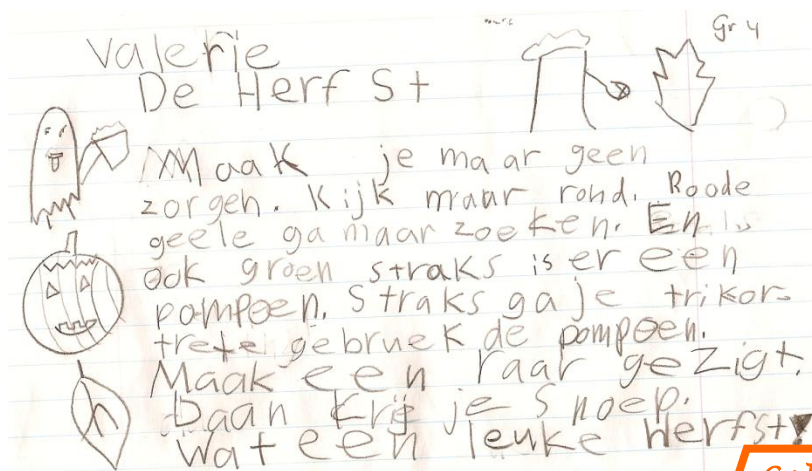 Gr 4
Valerie
De Herfst
Maak je maar geen
zorgen. Kijk maar rond. Roode
geele ga maar zoeken. En
ook groen straks is er een
pompoen. Straks ga je trikor-
trete gebruek de pompoen.
Maak een raar gezigt.
Daan krij je snoep.
Wat een leuke Herfst!